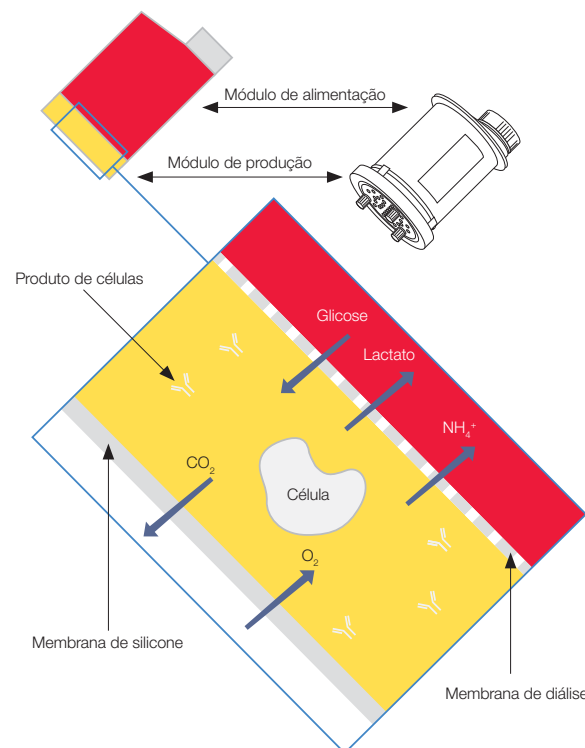 Módulo de alimentação
Módulo de produção
Produto de células
Glicose
Lactato
NH₄⁺
CO₂
Célula
O₂
Membrana de silicone
Membrana de diálise